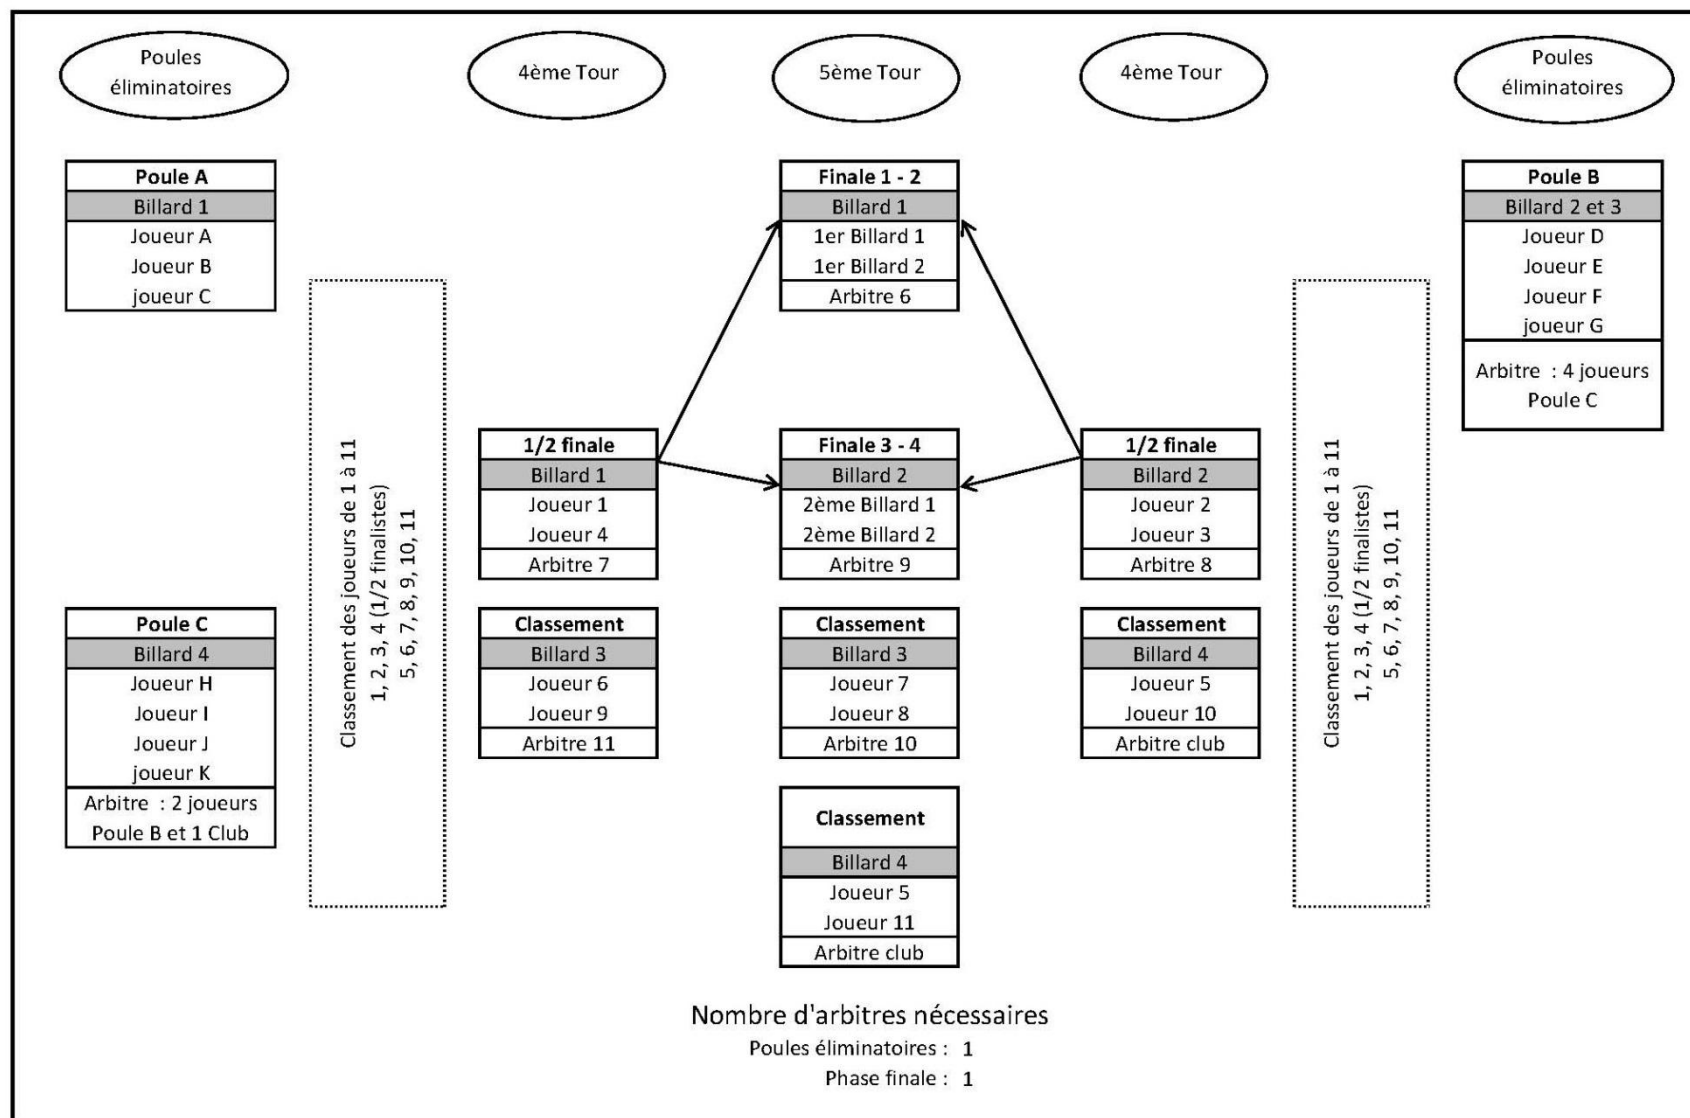 Poules
éliminatoires
4ème Tour
5ème Tour
4ème Tour
Poules
éliminatoires
Poule A
Billard 1
Joueur A
Joueur B
joueur C
Finale 1 - 2
Billard 1
1er Billard 1
1er Billard 2
Arbitre 6
Poule B
Billard 2 et 3
Joueur D
Joueur E
Joueur F
joueur G
Arbitre : 4 joueurs
Poule C
Classement des joueurs de 1 à 11
1, 2, 3, 4 (1/2 finalistes)
5, 6, 7, 8, 9, 10, 11
1/2 finale
Billard 1
Joueur 1
Joueur 4
Arbitre 7
Finale 3 - 4
Billard 2
2ème Billard 1
2ème Billard 2
Arbitre 9
1/2 finale
Billard 2
Joueur 2
Joueur 3
Arbitre 8
Classement des joueurs de 1 à 11
1, 2, 3, 4 (1/2 finalistes)
5, 6, 7, 8, 9, 10, 11
Poule C
Billard 4
Joueur H
Joueur I
Joueur J
joueur K
Arbitre : 2 joueurs
Poule B et 1 Club
Classement
Billard 3
Joueur 6
Joueur 9
Arbitre 11
Classement
Billard 3
Joueur 7
Joueur 8
Arbitre 10
Classement
Billard 4
Joueur 5
Joueur 10
Arbitre club
Classement
Billard 4
Joueur 5
Joueur 11
Arbitre club
Nombre d'arbitres nécessaires
Poules éliminatoires : 1
Phase finale : 1